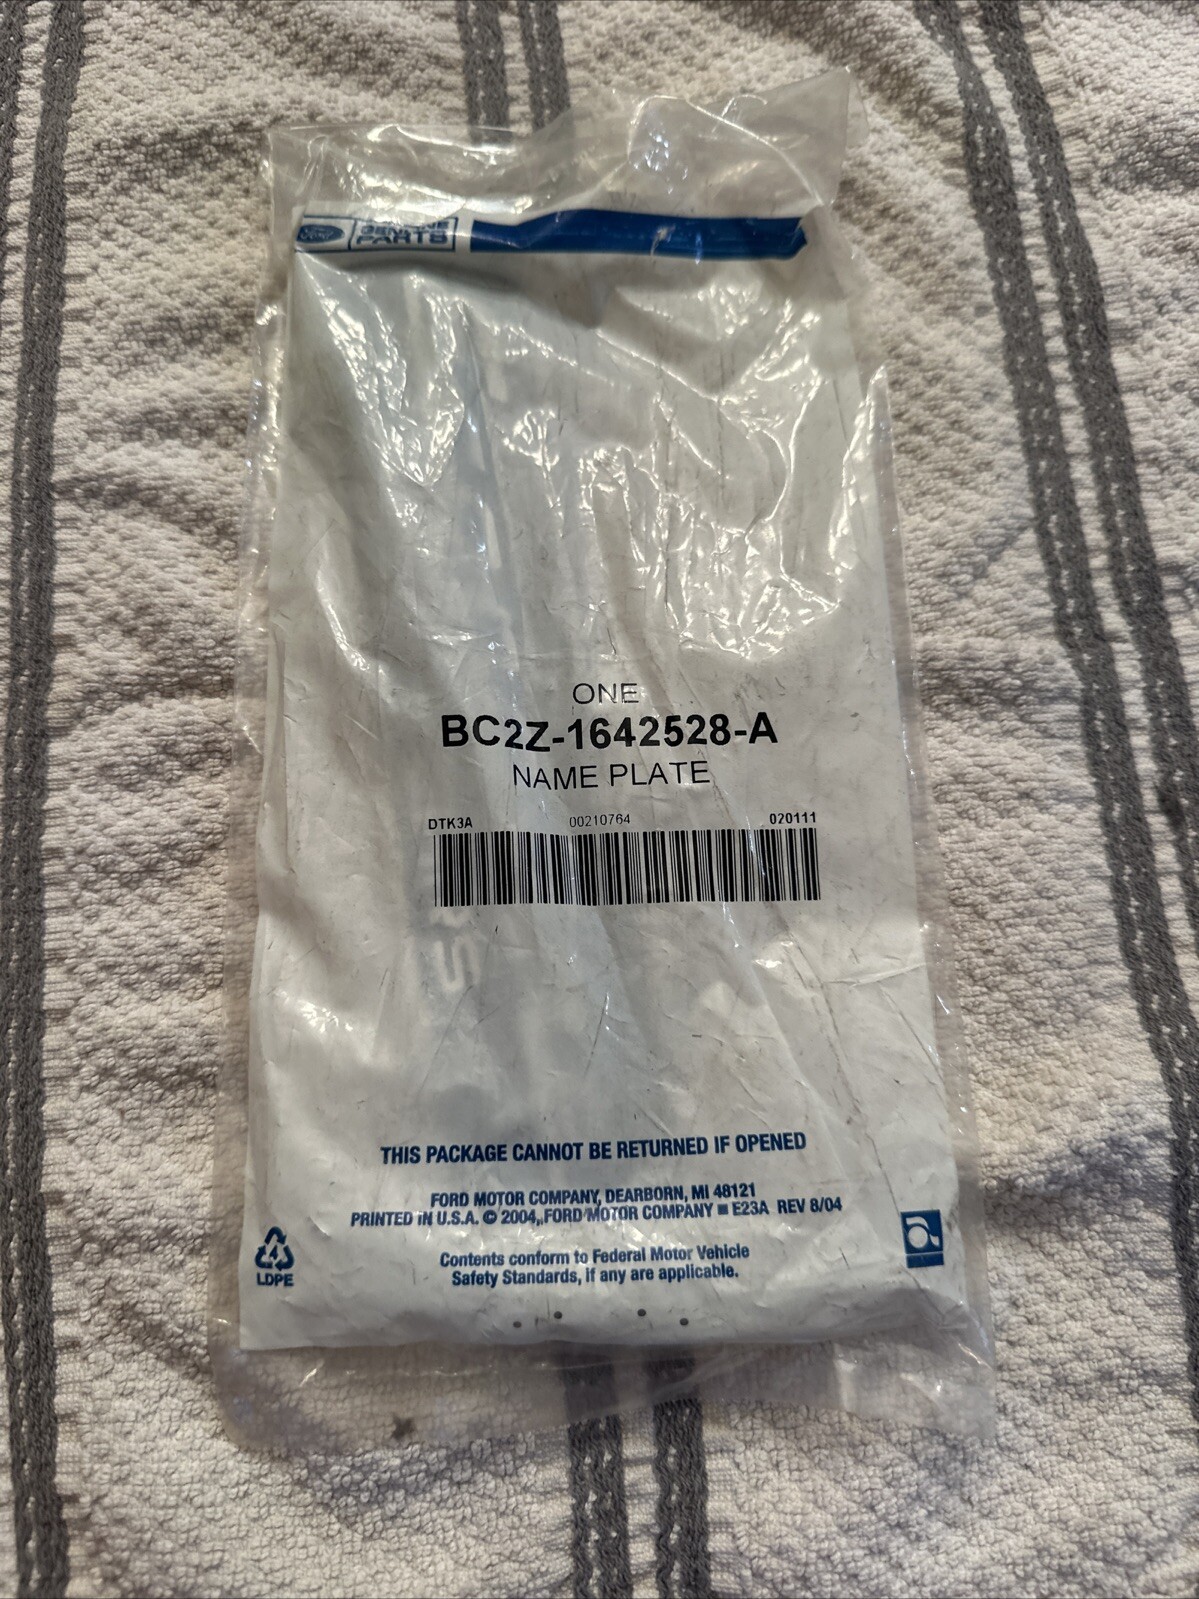 Ford GENUINE
PARTS
ONE
BC2Z-1642528-A
NAME PLATE
DTK3A 00210764 020111
THIS PACKAGE CANNOT BE RETURNED IF OPENED
FORD MOTOR COMPANY, DEARBORN, MI 48121
PRINTED IN U.S.A. © 2004, FORD MOTOR COMPANY ■ E23A REV 8/04
Contents conform to Federal Motor Vehicle
Safety Standards, if any are applicable.
4
LDPE
a